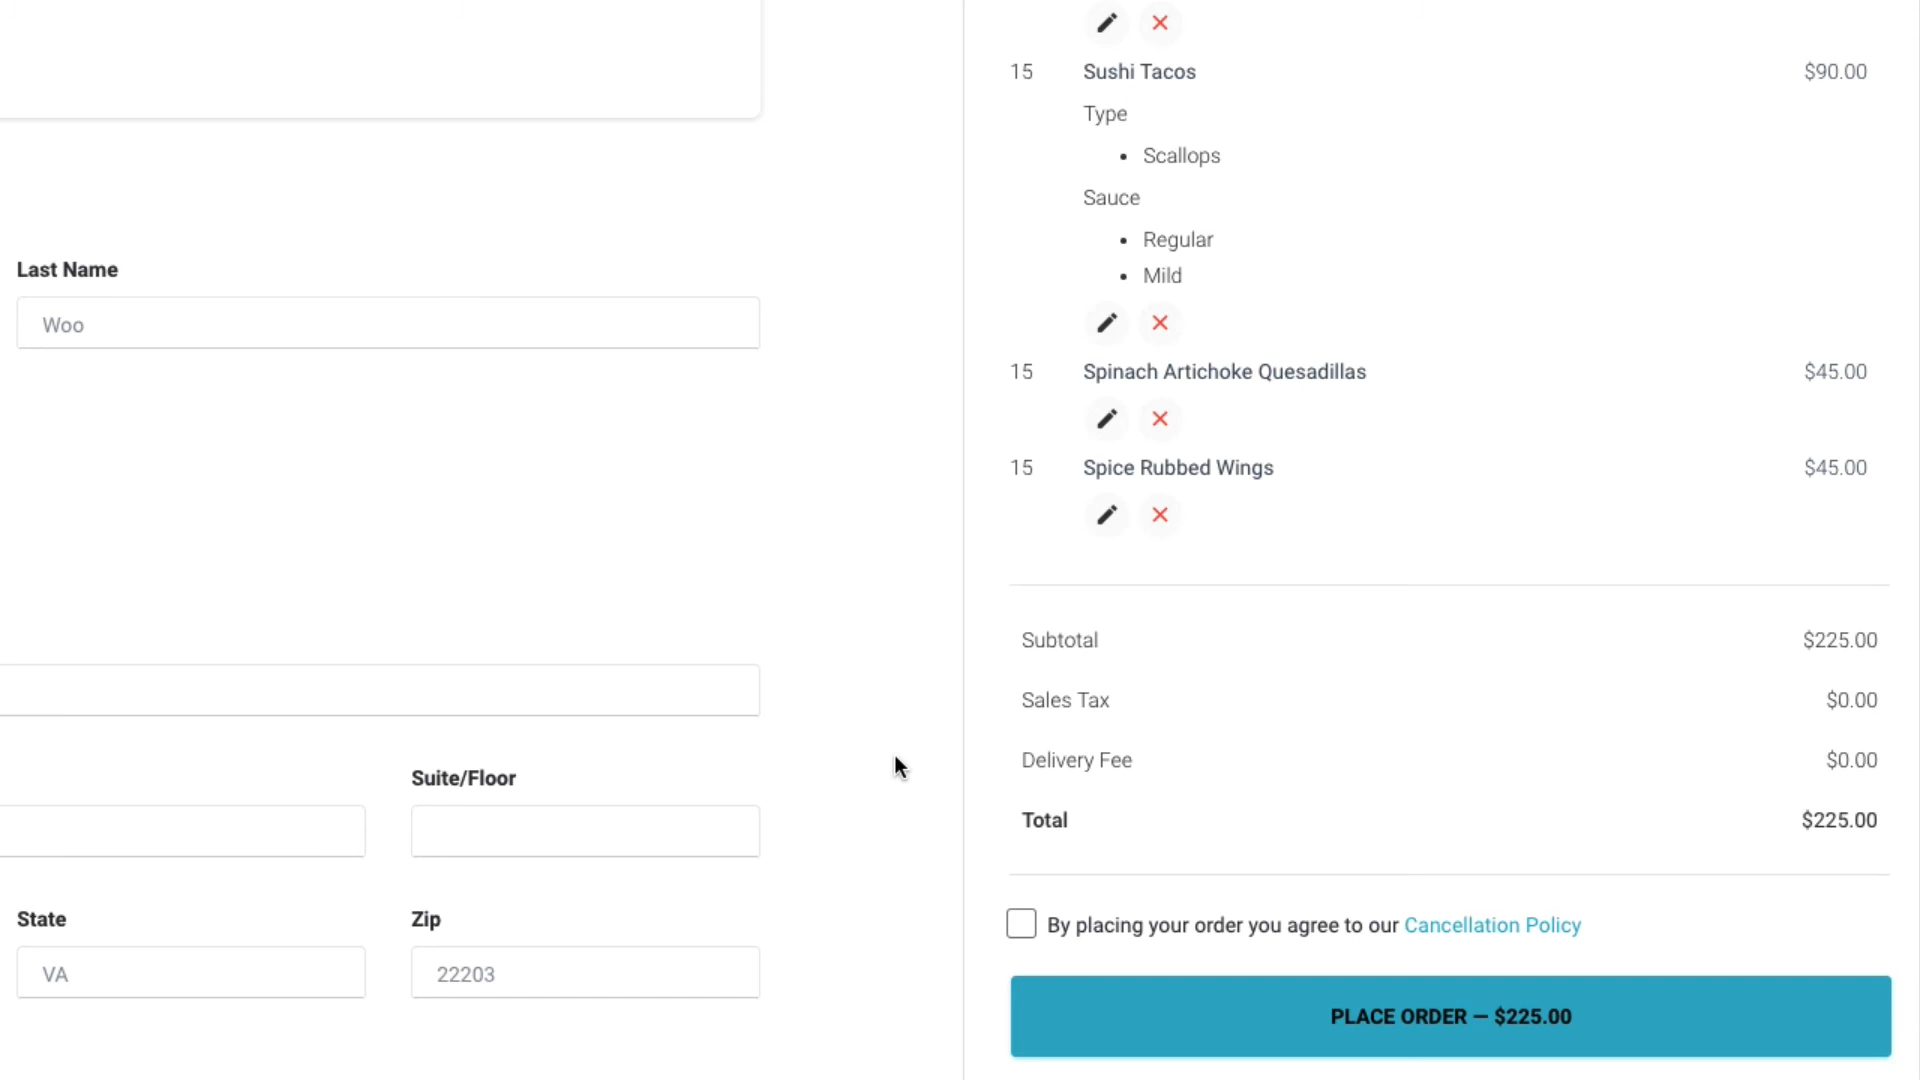 15 Sushi Tacos $90.00
Type
• Scallops
Sauce
• Regular
• Mild
Last Name
Woo
15 Spinach Artichoke Quesadillas $45.00
15 Spice Rubbed Wings $45.00
Subtotal $225.00
Sales Tax $0.00
Delivery Fee $0.00
Total $225.00
Suite/Floor
State
Zip
VA
22203
By placing your order you agree to our Cancellation Policy
PLACE ORDER — $225.00